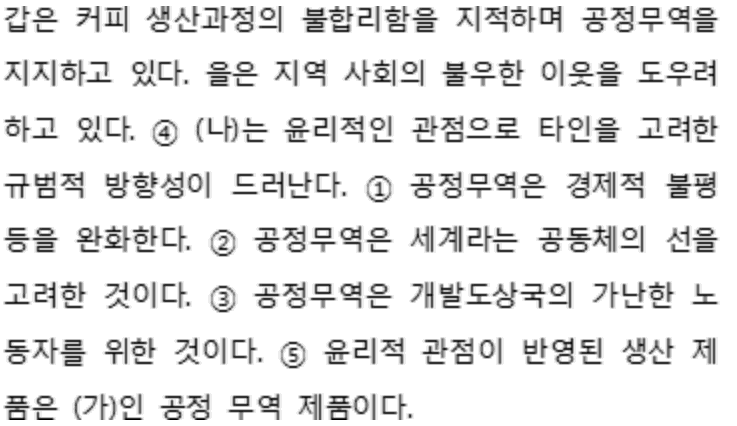 갑은 커피 생산과정의 불합리함을 지적하며 공정무역을
지지하고 있다. 을은 지역 사회의 불우한 이웃을 도우려
하고 있다. ④ (나)는 윤리적인 관점으로 타인을 고려한
규범적 방향성이 드러난다. ① 공정무역은 경제적 불평
등을 완화한다. ② 공정무역은 세계라는 공동체의 선을
고려한 것이다. ③ 공정무역은 개발도상국의 가난한 노
동자를 위한 것이다. ⑤ 윤리적 관점이 반영된 생산 제
품은 (가)인 공정 무역 제품이다.